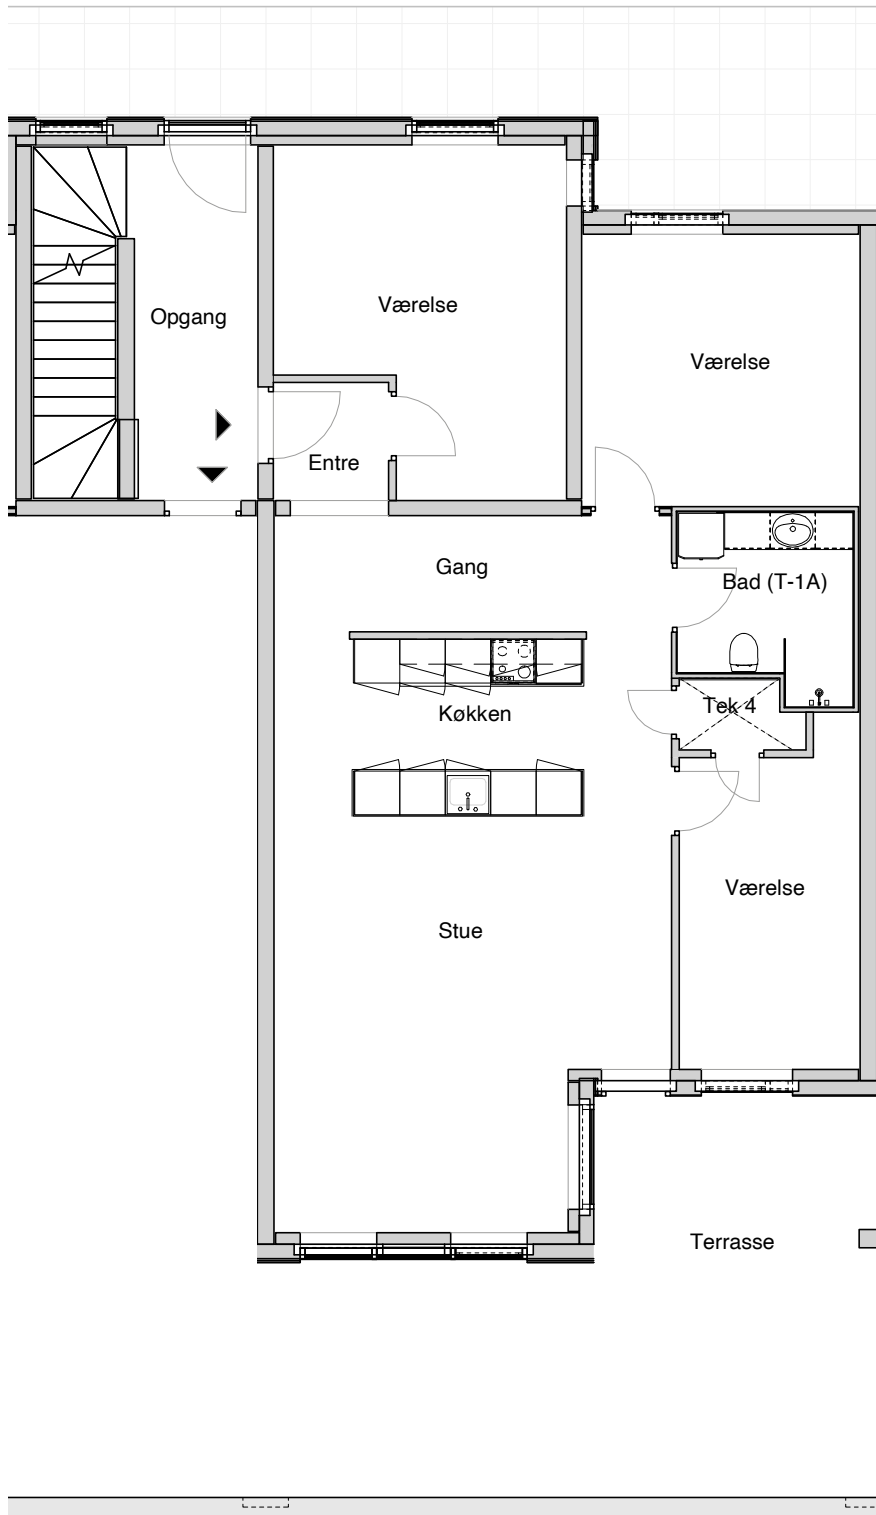 Værelse
Opgang
Værelse
Entre
Gang
Bad (T-1A)
Tek 4
Køkken
Værelse
Stue
Terrasse